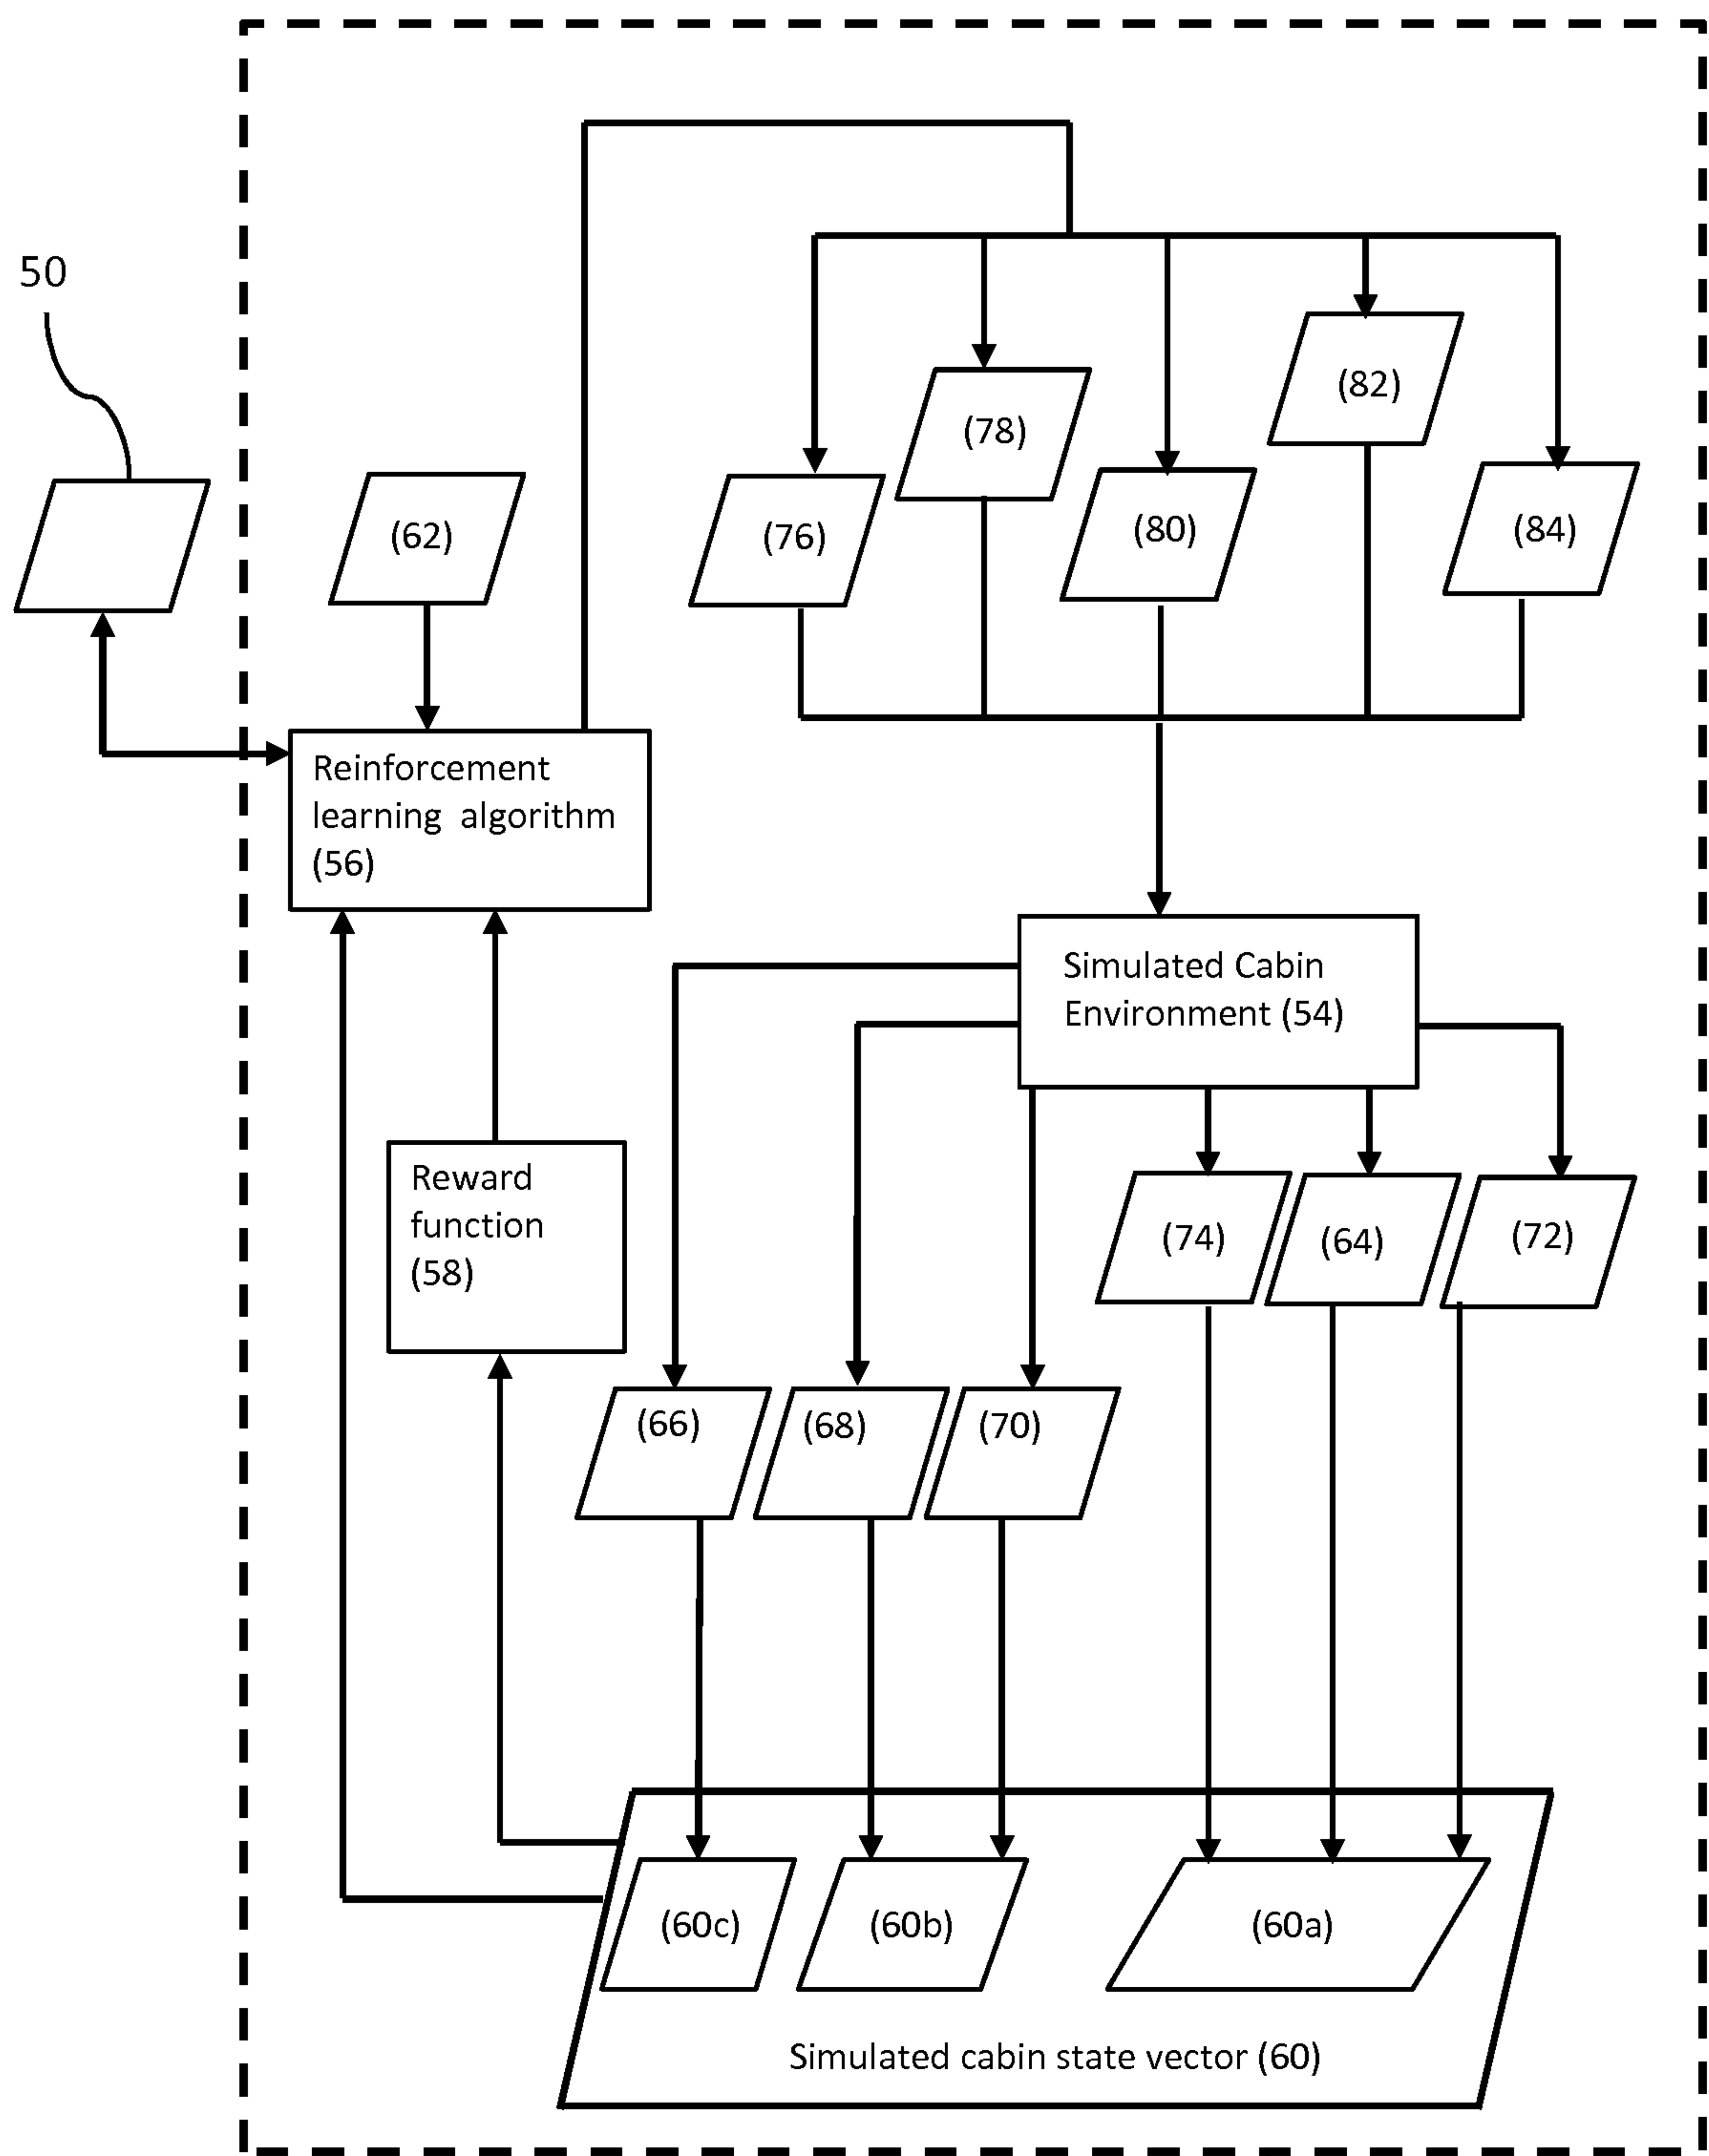 50
(82)
(78)
(62)
(76)
(80)
(84)
Reinforcement
learning algorithm
(56)
Simulated Cabin
Environment (54)
Reward
function
(58)
(74)
(64)
(72)
(66)
(68)
(70)
(60c)
(60b)
(60a)
Simulated cabin state vector (60)